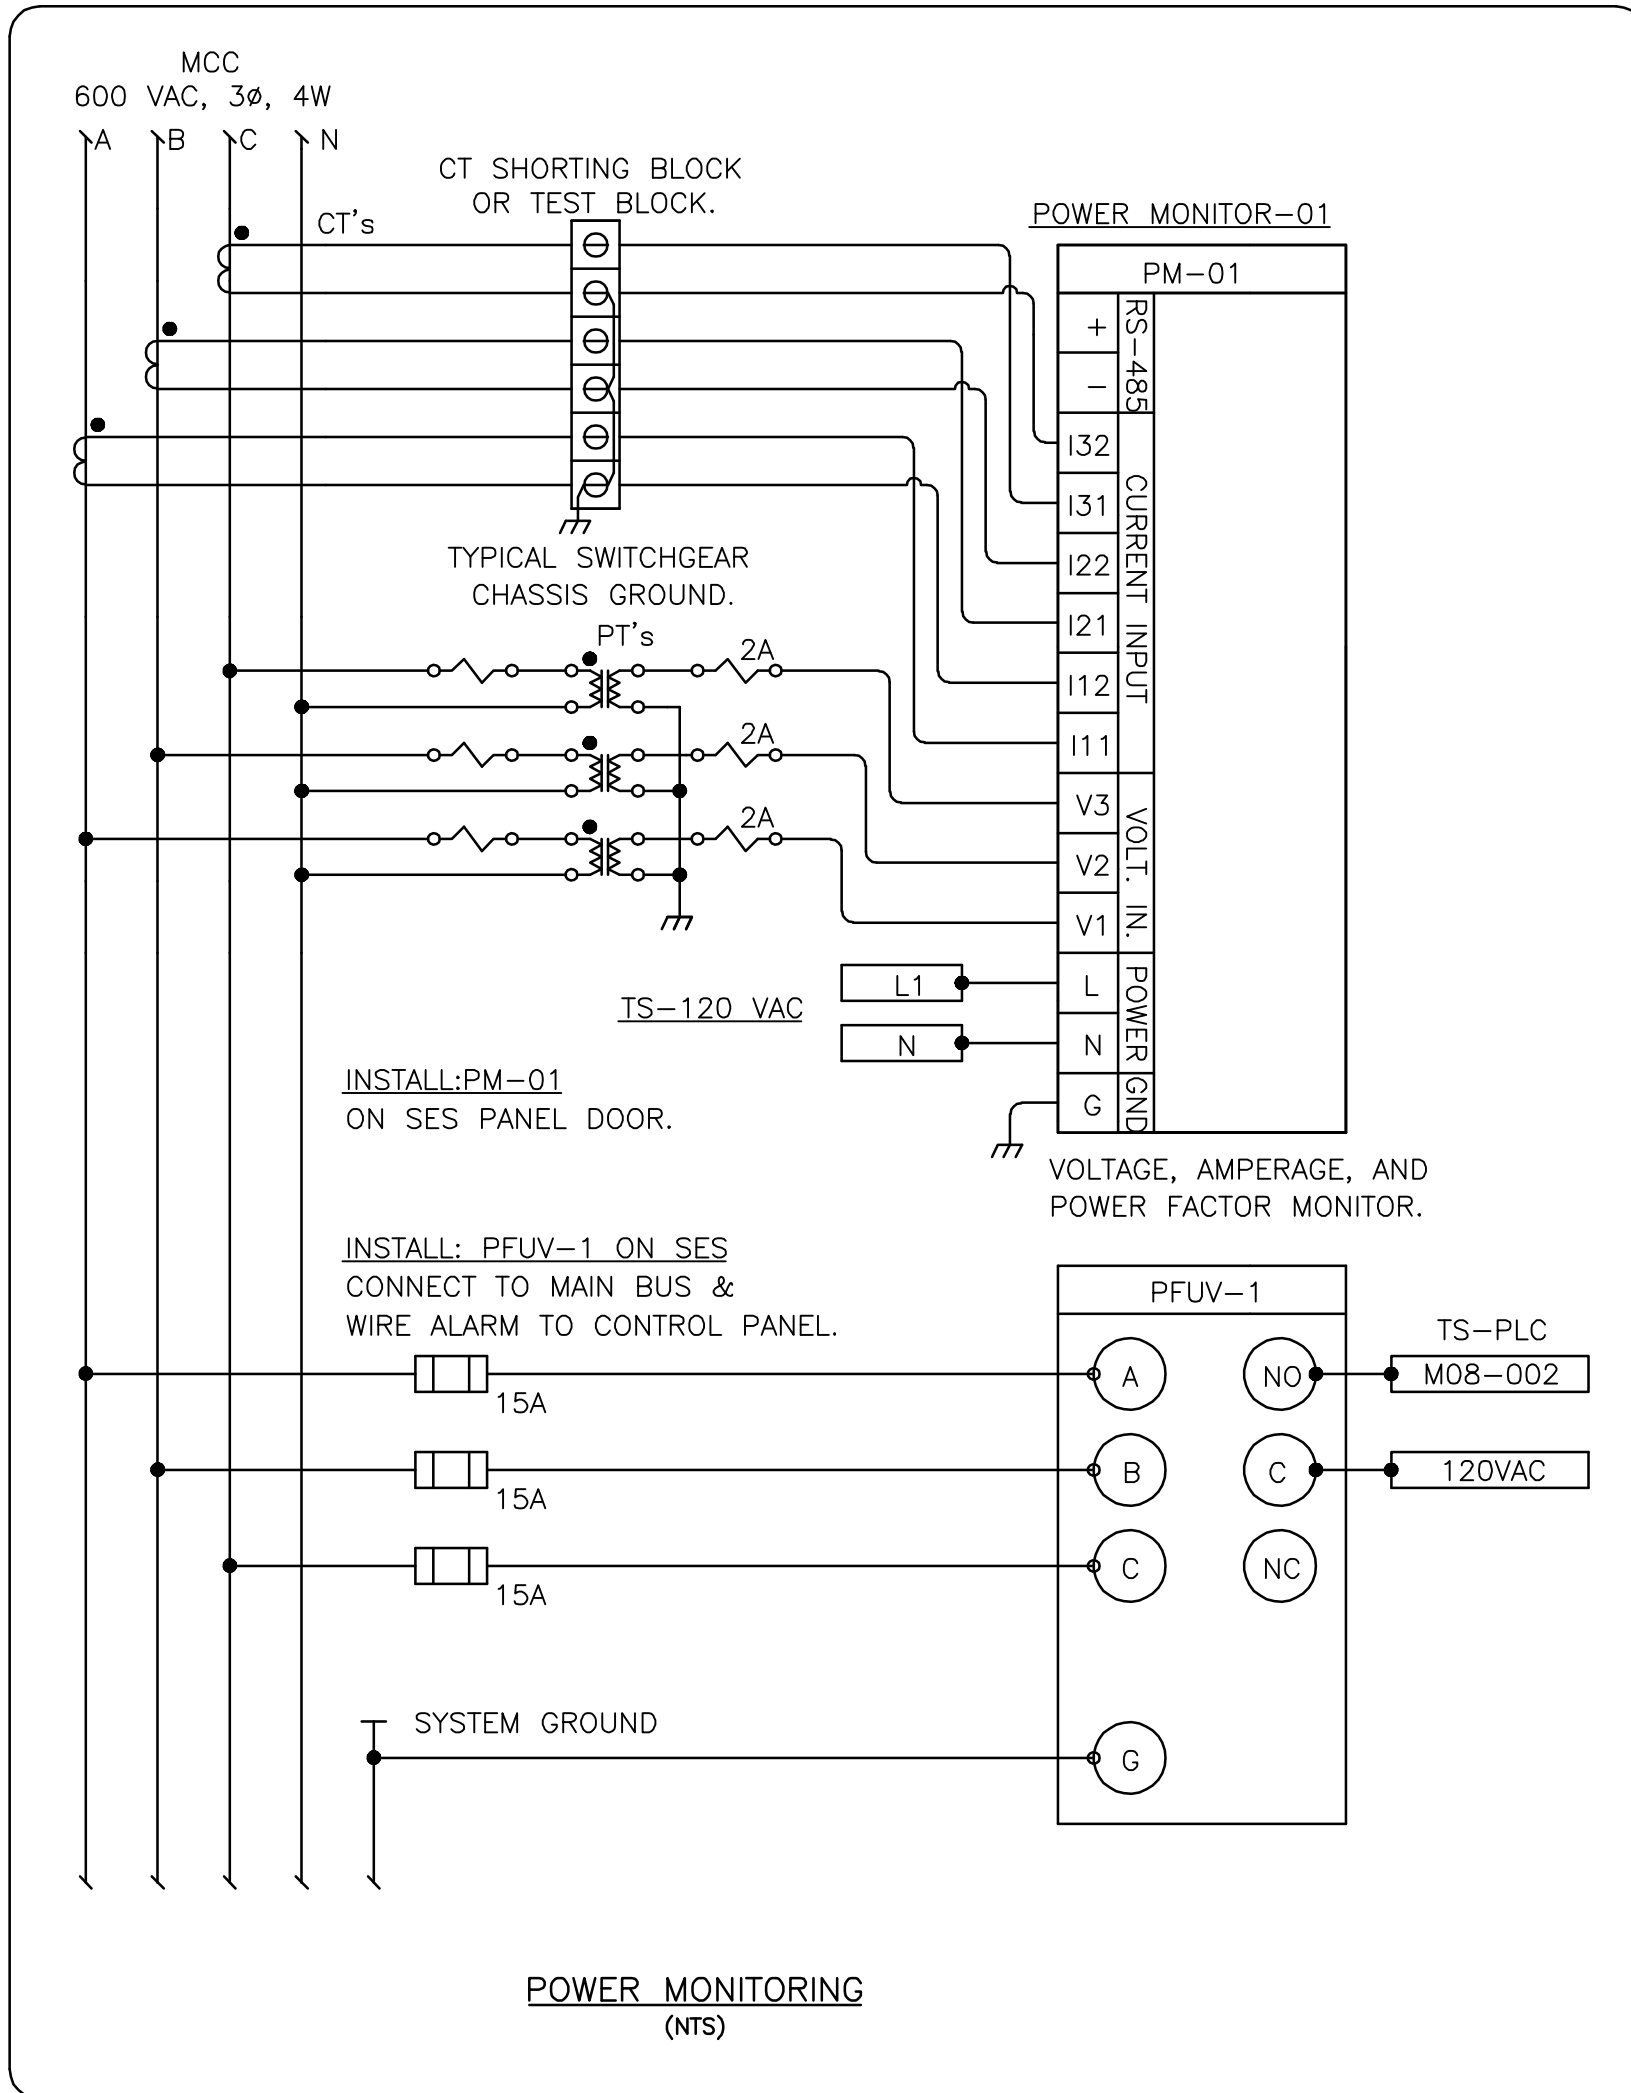 MCC
600 VAC, 3ø, 4W
A B C N
CT SHORTING BLOCK
OR TEST BLOCK.
CT's
POWER MONITOR-01
PM-01
+
-
RS-485
I32
I31
I22
I21
I12
I11
CURRENT INPUT
V3
V2
V1
VOLT. IN.
L
N
POWER
G
GND
TYPICAL SWITCHGEAR
CHASSIS GROUND.
PT's
2A
2A
2A
TS-120 VAC
L1
N
INSTALL:PM-01
ON SES PANEL DOOR.
VOLTAGE, AMPERAGE, AND
POWER FACTOR MONITOR.
INSTALL: PFUV-1 ON SES
CONNECT TO MAIN BUS &
WIRE ALARM TO CONTROL PANEL.
PFUV-1
TS-PLC
15A
A
NO
M08-002
15A
B
C
120VAC
15A
C
NC
SYSTEM GROUND
G
POWER MONITORING
(NTS)